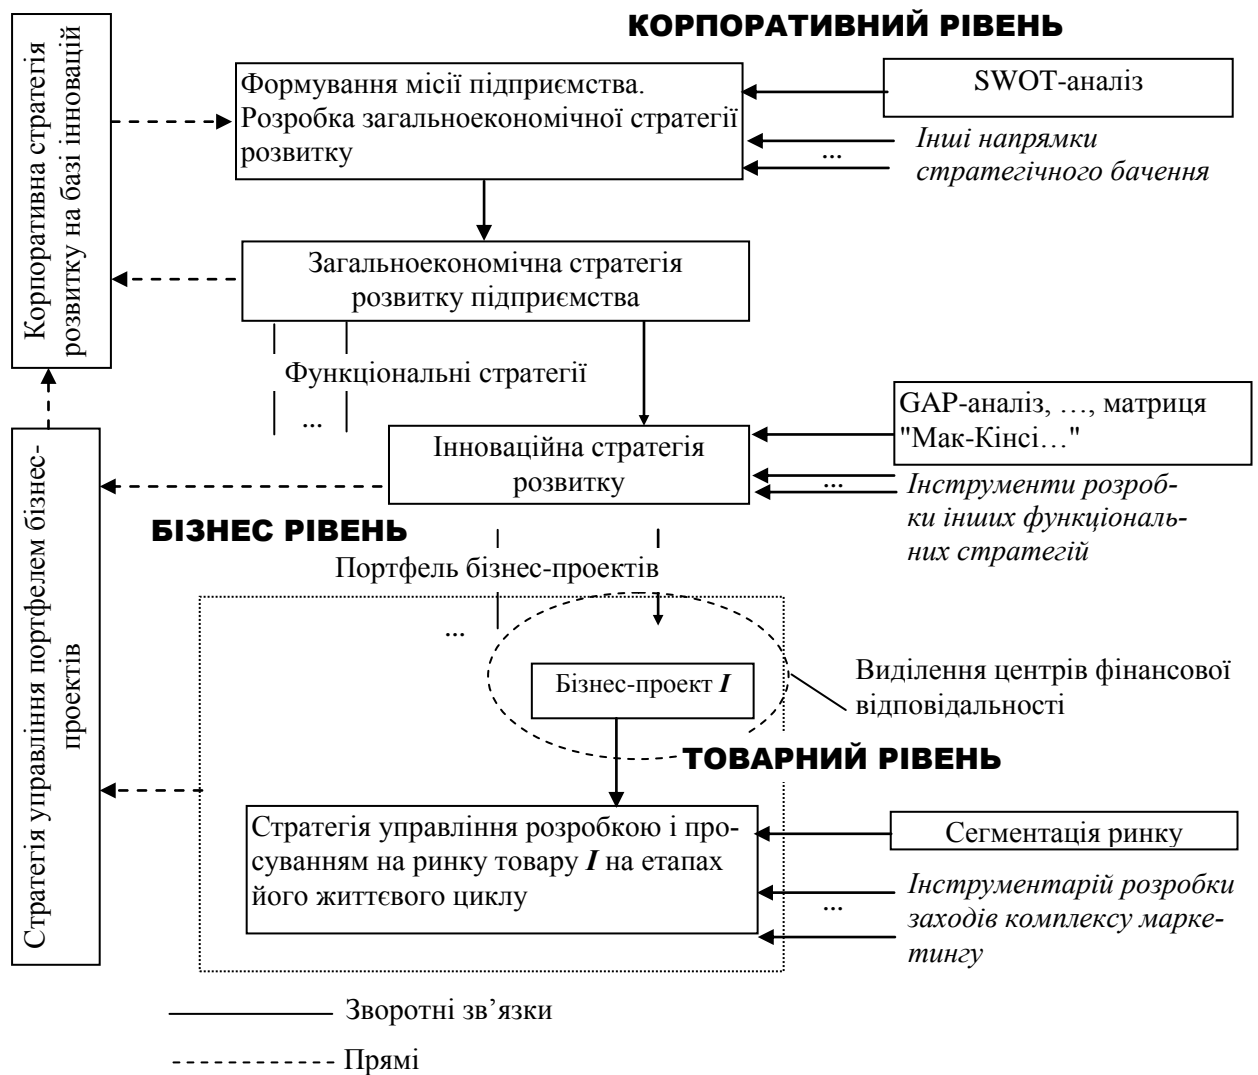 КОРПОРАТИВНИЙ РІВЕНЬ
Корпоративна стратегія
розвитку на базі інновацій
Формування місії підприємства.
Розробка загальноекономічної стратегії
розвитку
SWOT-аналіз
...
Інші напрямки
стратегічного бачення
Загальноекономічна стратегія
розвитку підприємства
Функціональні стратегії
...
GAP-аналіз, …, матриця
"Мак-Кінсі…"
Інноваційна стратегія
розвитку
...
Інструменти розроб-
ки інших функціональ-
них стратегій
Стратегія управління портфелем бізнес-
проектів
БІЗНЕС РІВЕНЬ
Портфель бізнес-проектів
...
Бізнес-проект I
Виділення центрів фінансової
відповідальності
ТОВАРНИЙ РІВЕНЬ
Стратегія управління розробкою і про-
суванням на ринку товару I на етапах
його життєвого циклу
Сегментація ринку
...
Інструментарій розробки
заходів комплексу марке-
тингу
Зворотні зв’язки
Прямі